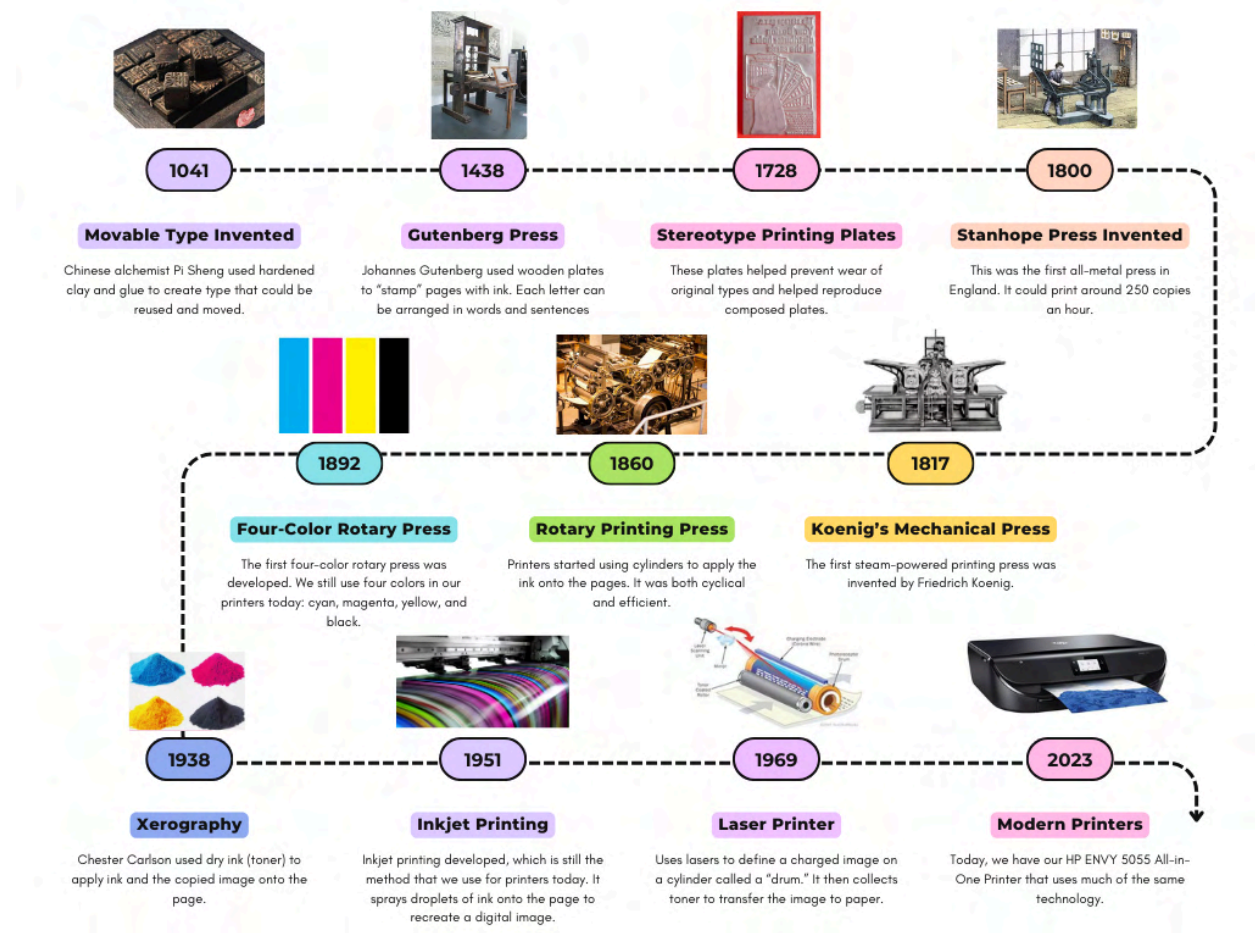 1041
1438
1728
1800
Movable Type Invented
Gutenberg Press
Stereotype Printing Plates
Stanhope Press Invented
Chinese alchemist Pi Sheng used hardened
clay and glue to create type that could be
reused and moved.
Johannes Gutenberg used wooden plates
to “stamp” pages with ink. Each letter can
be arranged in words and sentences
These plates helped prevent wear of
original types and helped reproduce
composed plates.
This was the first all-metal press in
England. It could print around 250 copies
an hour.
1892
1860
1817
Four-Color Rotary Press
Rotary Printing Press
Koenig’s Mechanical Press
The first four-color rotary press was
developed. We still use four colors in our
printers today: cyan, magenta, yellow, and
black.
Printers started using cylinders to apply the
ink onto the pages. It was both cyclical
and efficient.
The first steam-powered printing press was
invented by Friedrich Koenig.
Laser
Scanning
Unit
Mirror
Toner
Drum
1938
1951
1969
2023
Xerography
Inkjet Printing
Laser Printer
Modern Printers
Chester Carlson used dry ink (toner) to
apply ink and the copied image onto the
page.
Inkjet printing developed, which is still the
method that we use for printers today. It
sprays droplets of ink onto the page to
recreate a digital image.
Uses lasers to define a charged image on
a cylinder called a “drum.” It then collects
toner to transfer the image to paper.
Today, we have our HP ENVY 5055 All-in-
One Printer that uses much of the same
technology.